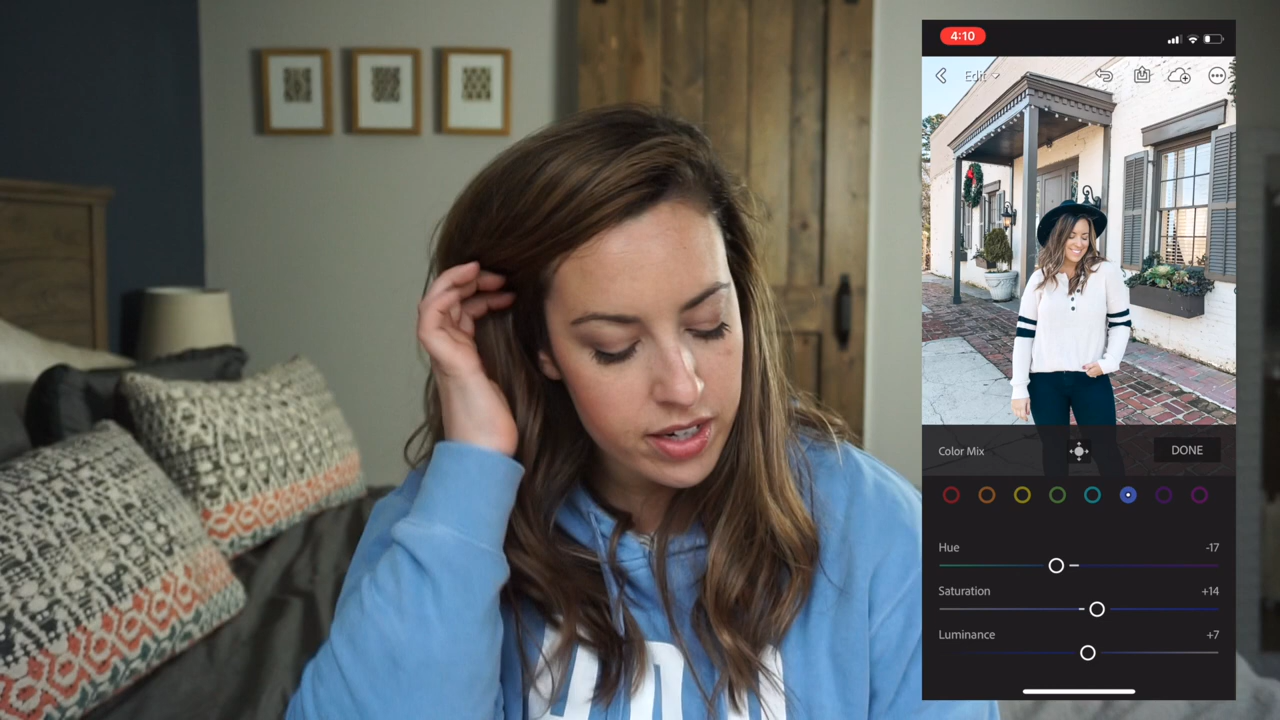 4:10
Edit
Color Mix
DONE
Hue -17
Saturation +14
Luminance +7